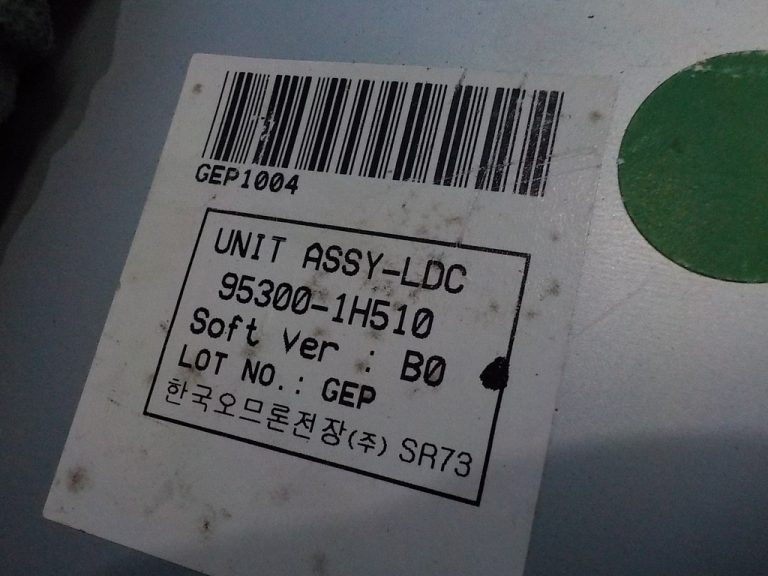 GEP1004
UNIT ASSY-LDC
95300-1H510
Soft Ver : B0
LOT NO.: GEP
한국오므론전장(주) SR73